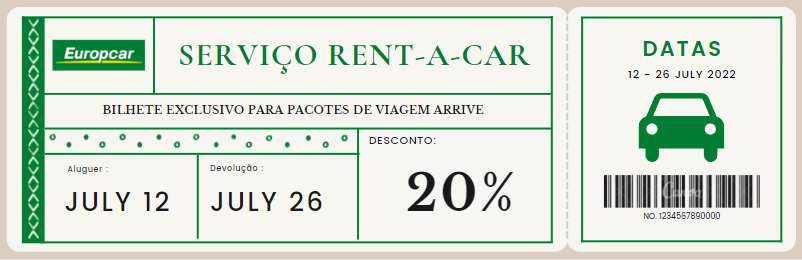 Europcar
SERVIÇO RENT-A-CAR
BILHETE EXCLUSIVO PARA PACOTES DE VIAGEM ARRIVE
Aluguer :
JULY 12
Devolução :
JULY 26
DESCONTO:
20%
DATAS
12 - 26 JULY 2022
Canva
NO. 1234567890000